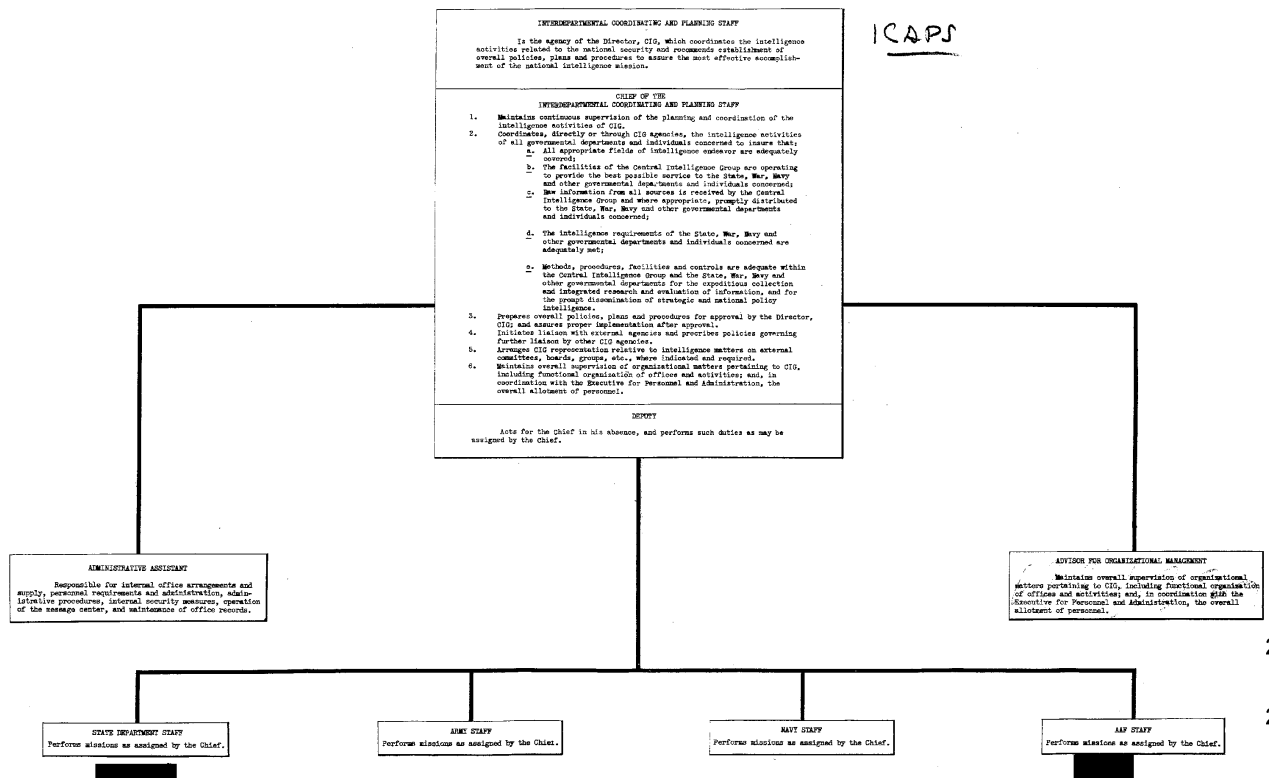 INTERDEPARTMENTAL COORDINATING AND PLANNING STAFF
Is the agency of the Director, CIG, which coordinates the intelligence
activities related to the national security and recommends establishment of
overall policies, plans and procedures to assure the most effective accomplish-
ment of the national intelligence mission.
ICAPS
CHIEF OF THE
INTERDEPARTMENTAL COORDINATING AND PLANNING STAFF
1. Maintains continuous supervision of the planning and coordination of the
intelligence activities of CIG.
2. Coordinates, directly or through CIG agencies, the intelligence activities
of all governmental departments and individuals concerned to insure that;
a. All appropriate fields of intelligence endeavor are adequately
covered;
b. The facilities of the Central Intelligence Group are operating
to provide the best possible service to the State, War, Navy
and other governmental departments and individuals concerned;
c. Raw information from all sources is received by the Central
Intelligence Group and where appropriate, promptly distributed
to the State, War, Navy and other governmental departments
and individuals concerned;
d. The intelligence requirements of the State, War, Navy and
other governmental departments and individuals concerned are
adequately met;
e. Methods, procedures, facilities and controls are adequate within
the Central Intelligence Group and the State, War, Navy and
other governmental departments for the expeditious collection
and integrated research and evaluation of information, and for
the prompt dissemination of strategic and national policy
intelligence.
3. Prepares overall policies, plans and procedures for approval by the Director,
CIG; and assures proper implementation after approval.
4. Initiates liaison with external agencies and precribes policies governing
further liaison by other CIG agencies.
5. Arranges CIG representation relative to intelligence matters on external
committees, boards, groups, etc., where indicated and required.
6. Maintains overall supervision of organizational matters pertaining to CIG,
including functional organization of offices and activities; and, in
coordination with the Executive for Personnel and Administration, the
overall allotment of personnel.
DEPUTY
Acts for the Chief in his absence, and performs such duties as may be
assigned by the Chief.
ADMINISTRATIVE ASSISTANT
Responsible for internal office arrangements and
supply, personnel requirements and administration, admin-
istrative procedures, internal security measures, operation
of the message center, and maintenance of office records.
ADVISOR FOR ORGANIZATIONAL MANAGEMENT
Maintains overall supervision of organizational
matters pertaining to CIG, including functional organization
of offices and activities; and, in coordination with the
Executive for Personnel and Administration, the overall
allotment of personnel.
2
STATE DEPARTMENT STAFF
Performs missions as assigned by the Chief.
ARMY STAFF
Performs missions as assigned by the Chief.
NAVY STAFF
Performs missions as assigned by the Chief.
AAF STAFF
Performs missions as assigned by the Chief.
2